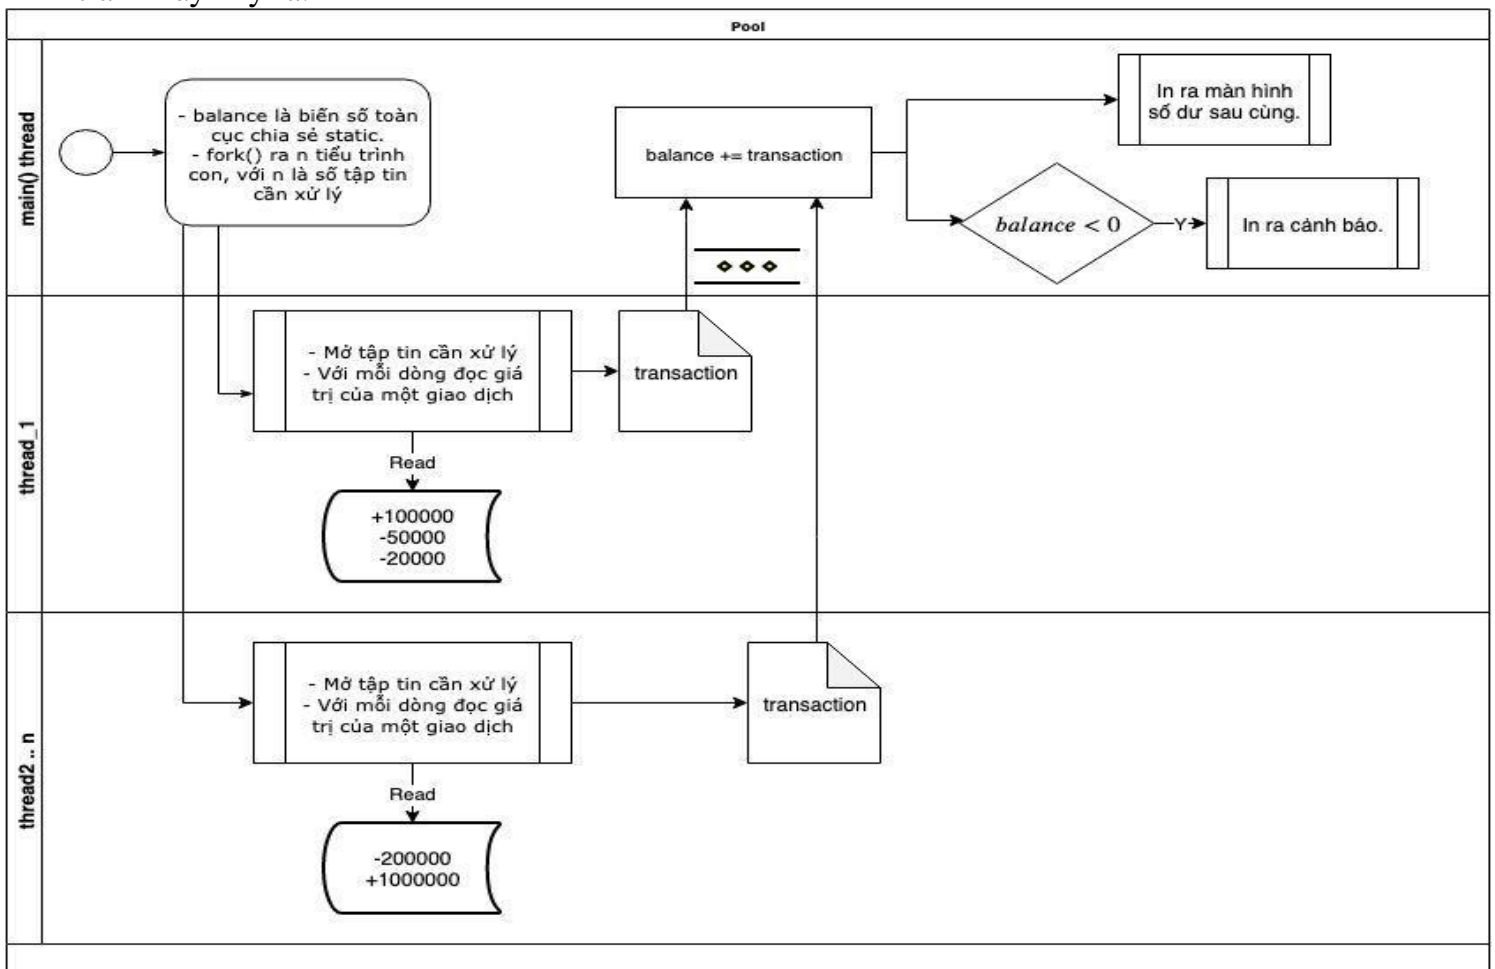 Pool
main() thread
- balance là biến số toàn
cục chia sẻ static.
- fork() ra n tiểu trình
con, với n là số tập tin
cần xử lý
balance += transaction
In ra màn hình
số dư sau cùng.
balance < 0
Y
In ra cảnh báo.
thread_1
- Mở tập tin cần xử lý
- Với mỗi dòng đọc giá
trị của một giao dịch
transaction
Read
+100000
-50000
-20000
thread2 .. n
- Mở tập tin cần xử lý
- Với mỗi dòng đọc giá
trị của một giao dịch
transaction
Read
-200000
+1000000